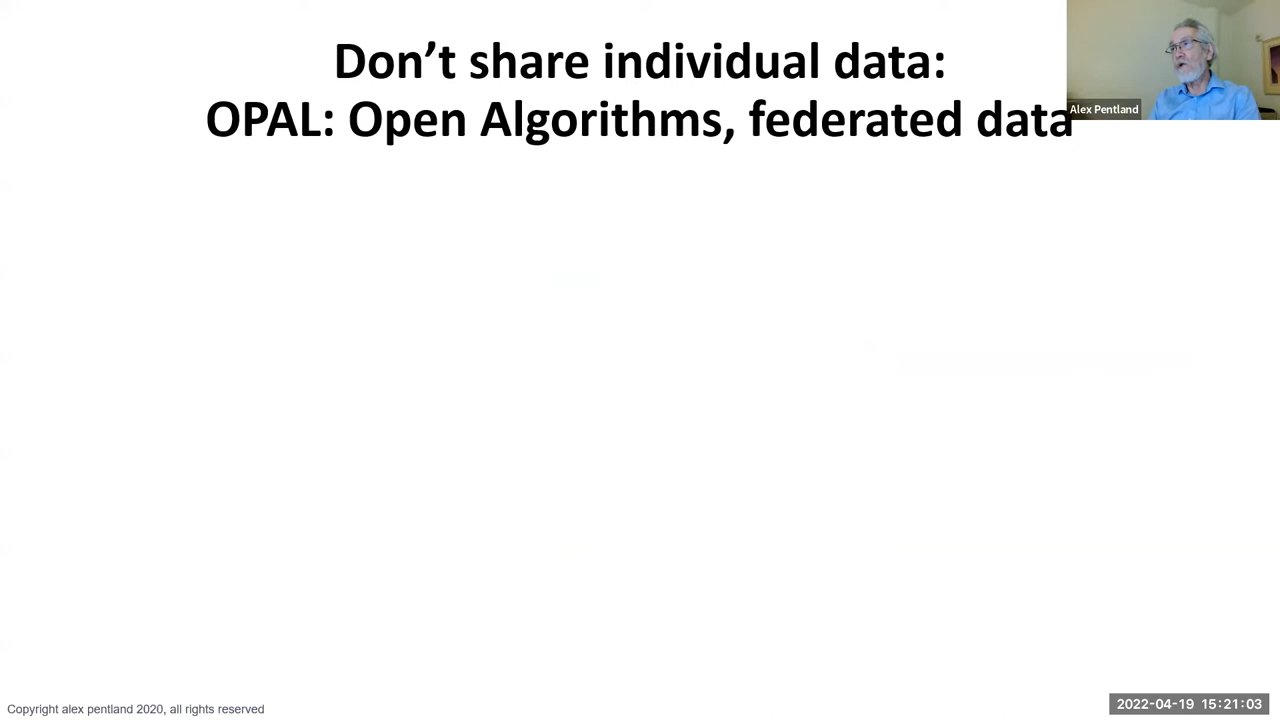 Don’t share individual data:
OPAL: Open Algorithms, federated data
Alex Pentland
Copyright alex pentland 2020, all rights reserved
2022-04-19 15:21:03